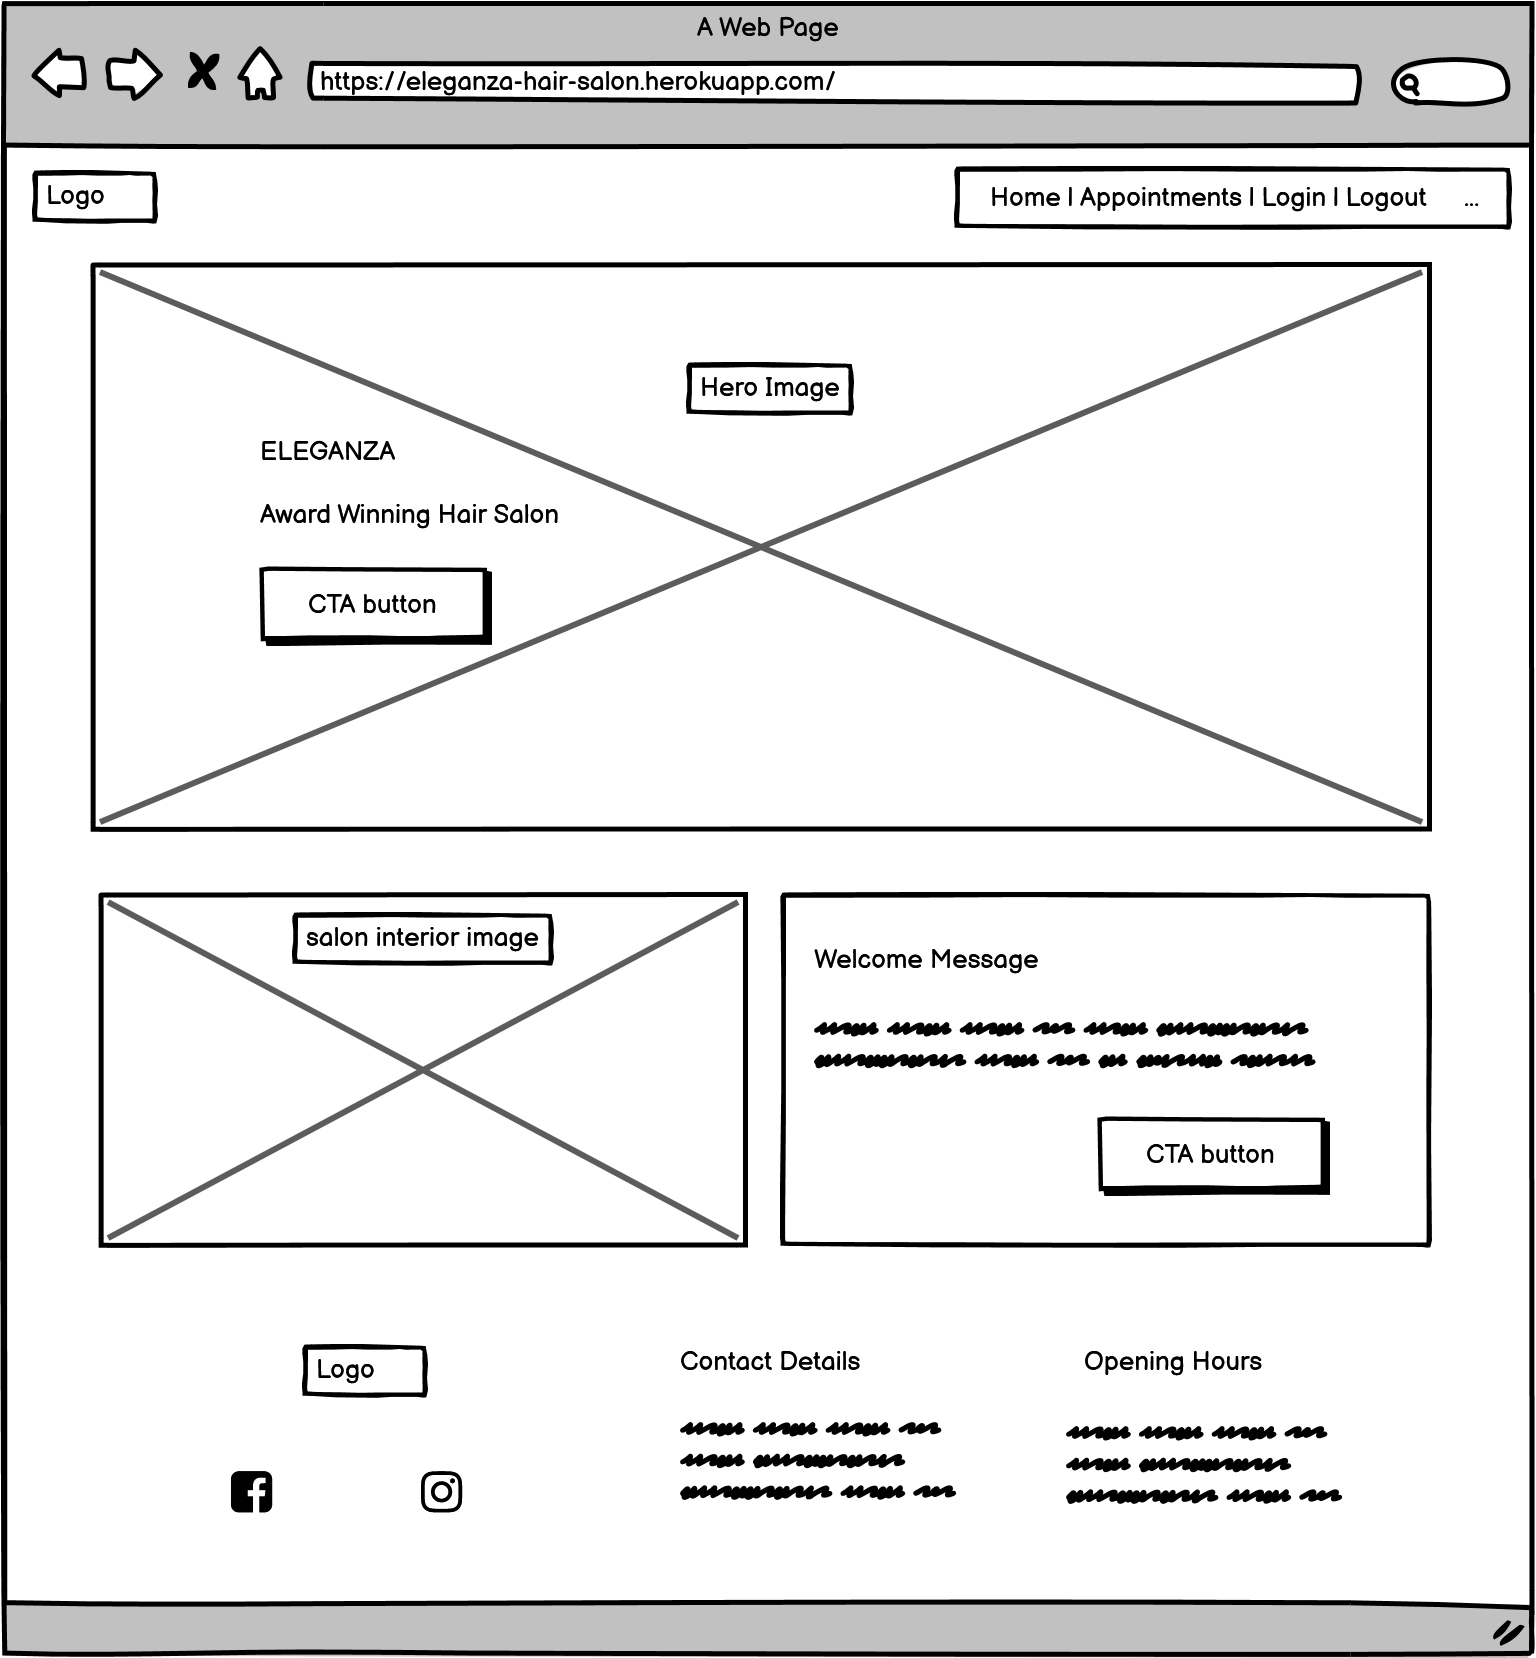 A Web Page
https://eleganza-hair-salon.herokuapp.com/
Logo
Home | Appointments | Login | Logout ...
Hero Image
ELEGANZA
Award Winning Hair Salon
CTA button
salon interior image
Welcome Message
CTA button
Logo
Contact Details
Opening Hours